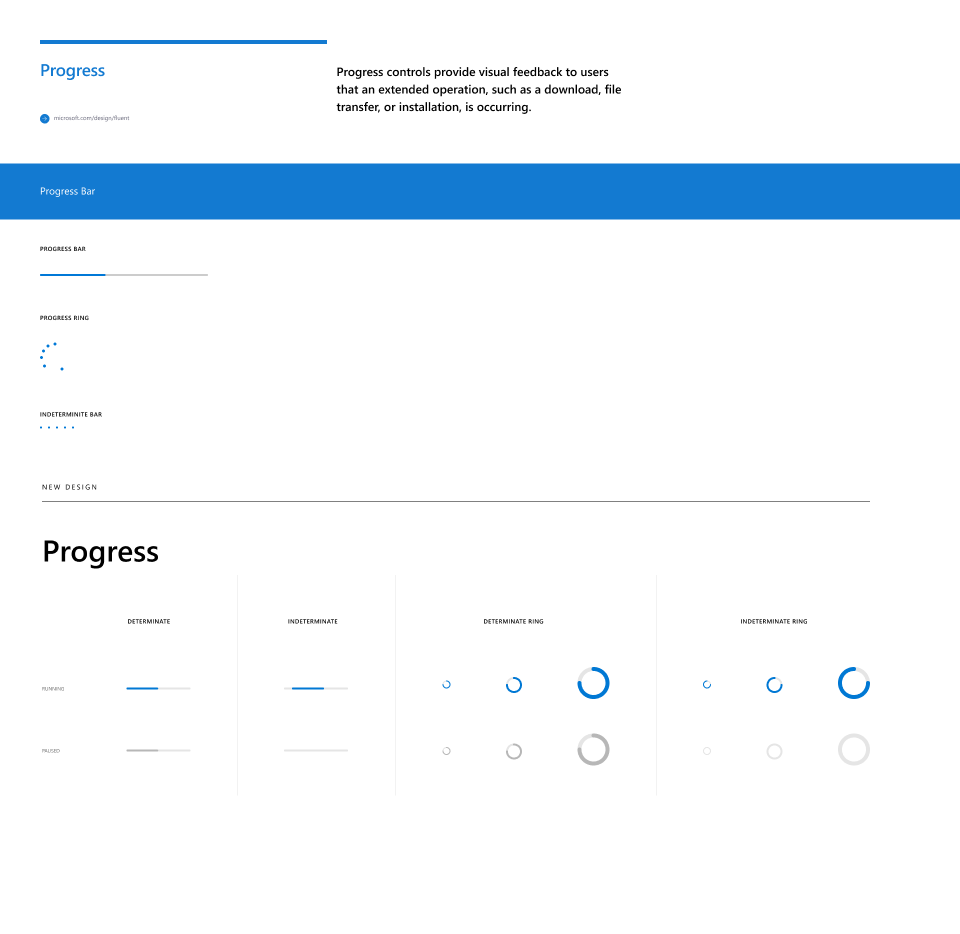 Progress
Progress controls provide visual feedback to users
that an extended operation, such as a download, file
transfer, or installation, is occurring.
microsoft.com/design/fluent
Progress Bar
PROGRESS BAR
PROGRESS RING
INDETERMINITE BAR
NEW DESIGN
Progress
DETERMINATE
INDETERMINATE
DETERMINATE RING
INDETERMINATE RING
RUNNING
PAUSED